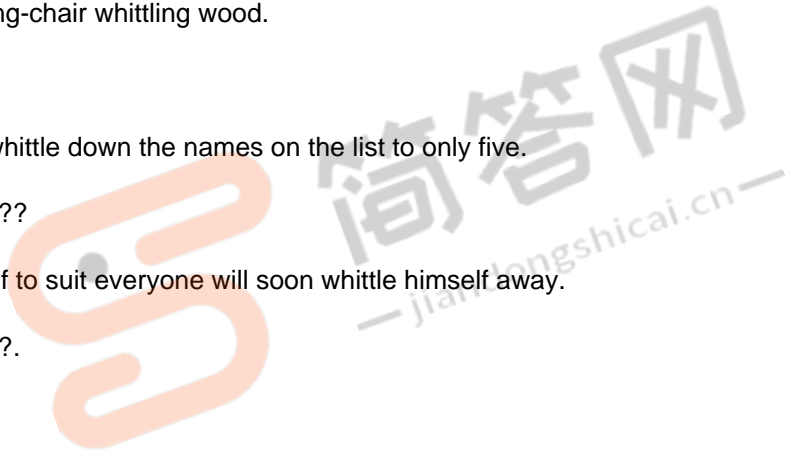 ng-chair whittling wood.
whittle down the names on the list to only five.
??
f to suit everyone will soon whittle himself away.
?.
简答网
— jiandongshicai.cn —